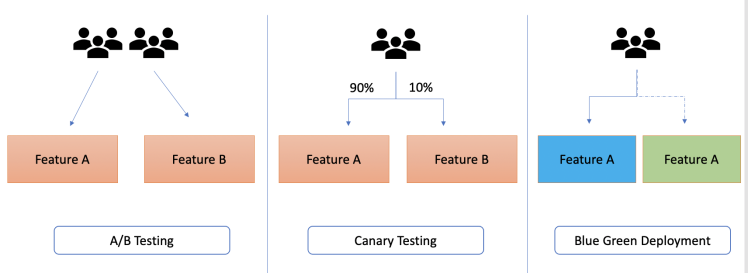 90%
10%
Feature A
Feature B
Feature A
Feature B
Feature A
Feature A
A/B Testing
Canary Testing
Blue Green Deployment